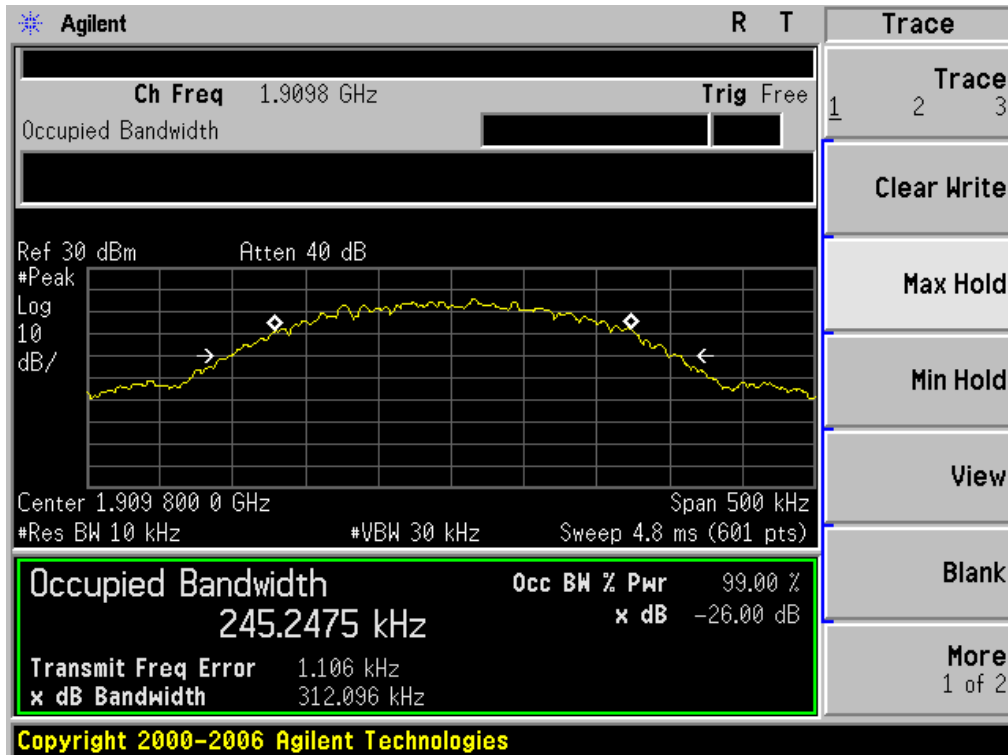 Agilent R T
Trace
Ch Freq 1.9098 GHz Trig Free
Occupied Bandwidth
Trace
1 2 3
Clear Write
Max Hold
Min Hold
View
Blank
More
1 of 2
Ref 30 dBm Atten 40 dB
#Peak
Log
10
dB/
Center 1.909 800 0 GHz Span 500 kHz
#Res BW 10 kHz #VBW 30 kHz Sweep 4.8 ms (601 pts)
Occupied Bandwidth
245.2475 kHz
Occ BW % Pwr 99.00 %
x dB -26.00 dB
Transmit Freq Error 1.106 kHz
x dB Bandwidth 312.096 kHz
Copyright 2000-2006 Agilent Technologies